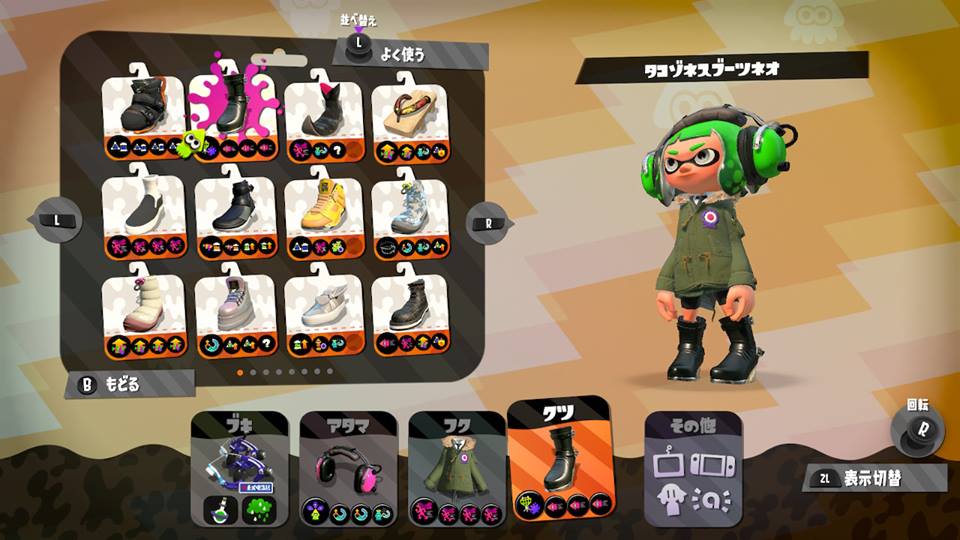 並べ替え
L
よく使う
タコゾネスブーツネオ
?
L
R
?
B もどる
ブキ
アタマ
フク
クツ
その他
回転
R
ZL 表示切替